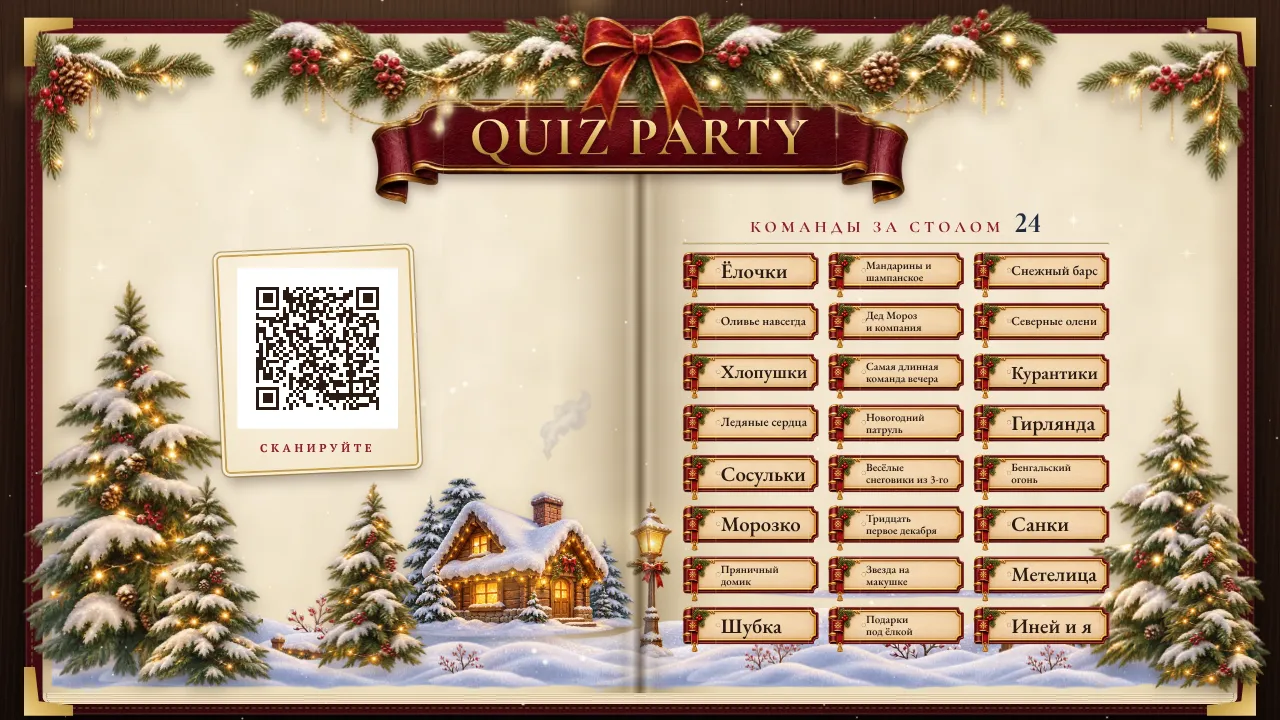 QUIZ PARTY
СКАНИРУЙТЕ
КОМАНДЫ ЗА СТОЛОМ 24
Ёлочки
Мандарины и
шампанское
Снежный барс
Оливье навсегда
Дед Мороз
и компания
Северные олени
Хлопушки
Самая длинная
команда вечера
Курантики
Ледяные сердца
Новогодний
патруль
Гирлянда
Сосульки
Весёлые
снеговики из 3-го
Бенгальский
огонь
Морозко
Тридцать
первое декабря
Санки
Пряничный
домик
Звезда на
макушке
Метелица
Шубка
Подарки
под ёлкой
Иней и я